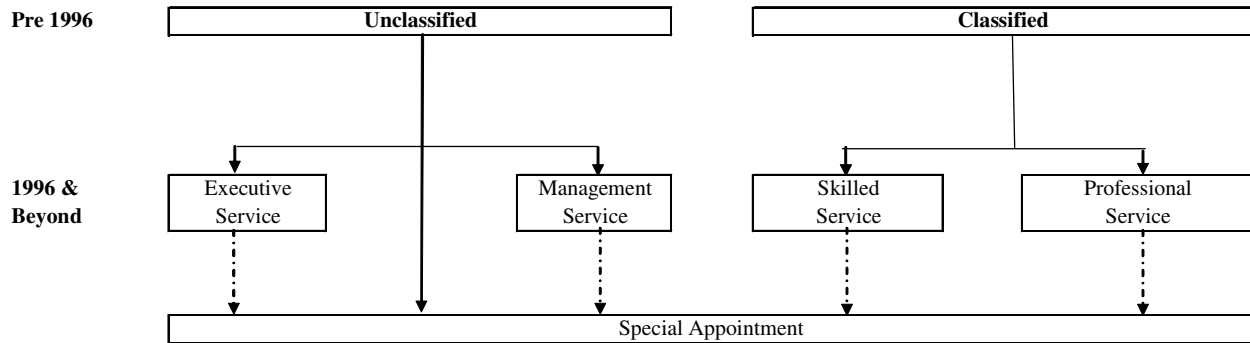 Pre 1996
Unclassified
Classified
1996 &
Beyond
Executive
Service
Management
Service
Skilled
Service
Professional
Service
Special Appointment